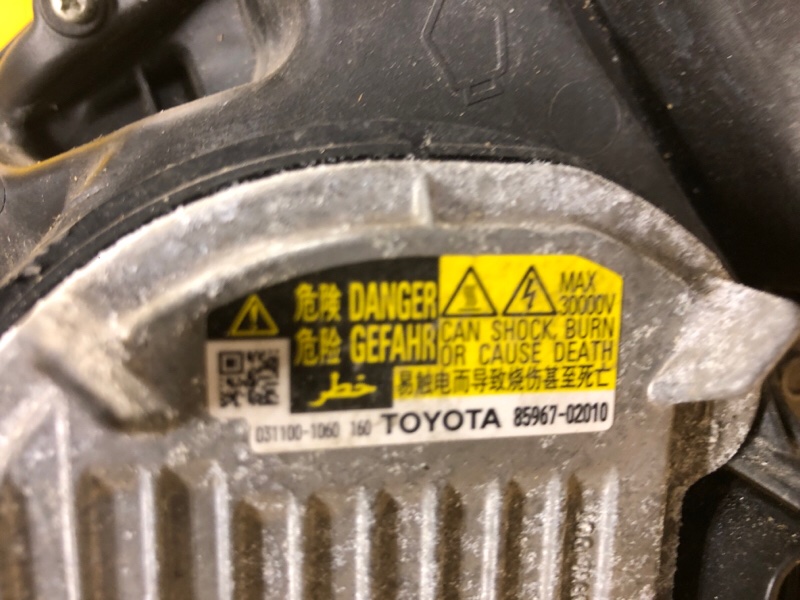 危険 DANGER
危险 GEFAHR
خطر
MAX
30000V
CAN SHOCK, BURN
OR CAUSE DEATH
易触电而导致烧伤甚至死亡
031100-1060 160 TOYOTA 85967-02010